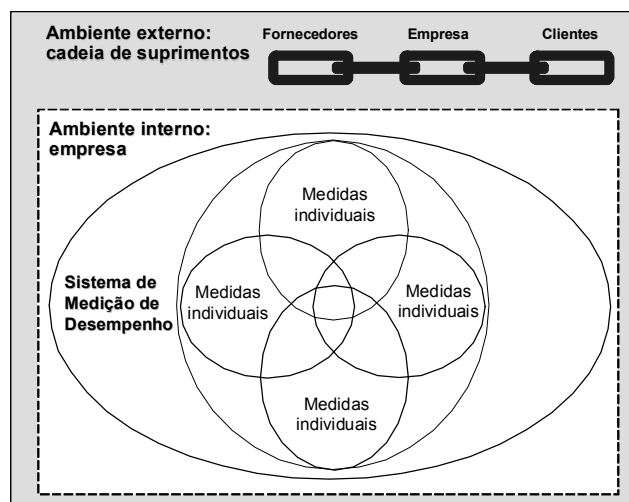 Ambiente externo:
cadeia de suprimentos
Fornecedores
Empresa
Clientes
Ambiente interno:
empresa
Medidas
individuais
Sistema de
Medição de
Desempenho
Medidas
individuais
Medidas
individuais
Medidas
individuais